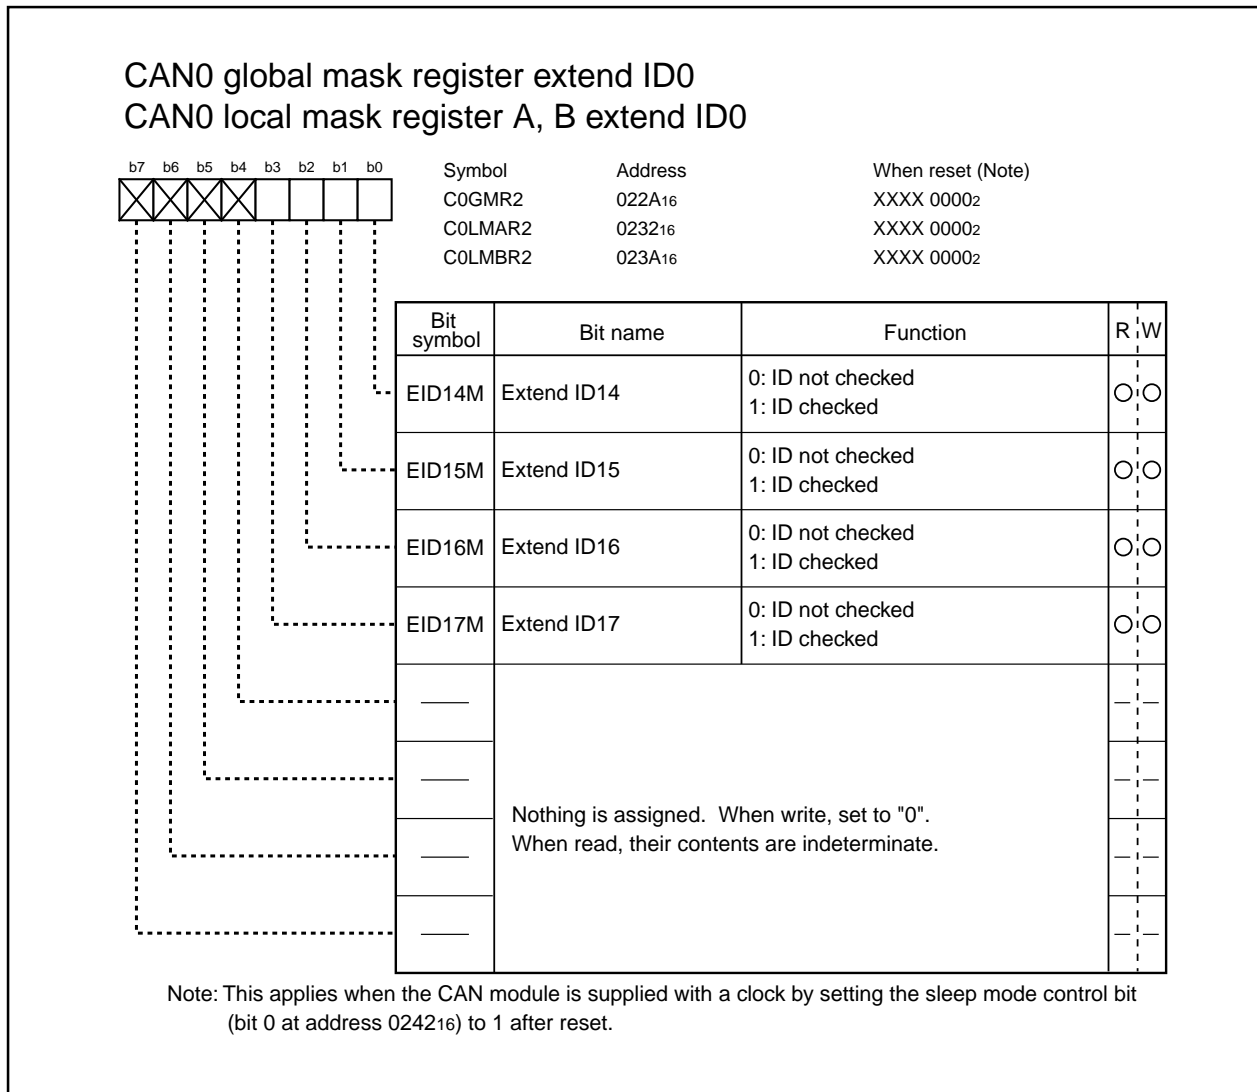 CAN0 global mask register extend ID0
CAN0 local mask register A, B extend ID0
b7 b6 b5 b4 b3 b2 b1 b0
Symbol Address When reset (Note)
C0GMR2 022A16 XXXX 00002
C0LMAR2 023216 XXXX 00002
C0LMBR2 023A16 XXXX 00002
Bit symbol Bit name Function R W
EID14M Extend ID14 0: ID not checked
1: ID checked
EID15M Extend ID15 0: ID not checked
1: ID checked
EID16M Extend ID16 0: ID not checked
1: ID checked
EID17M Extend ID17 0: ID not checked
1: ID checked
Nothing is assigned. When write, set to "0".
When read, their contents are indeterminate.
Note: This applies when the CAN module is supplied with a clock by setting the sleep mode control bit
(bit 0 at address 024216) to 1 after reset.